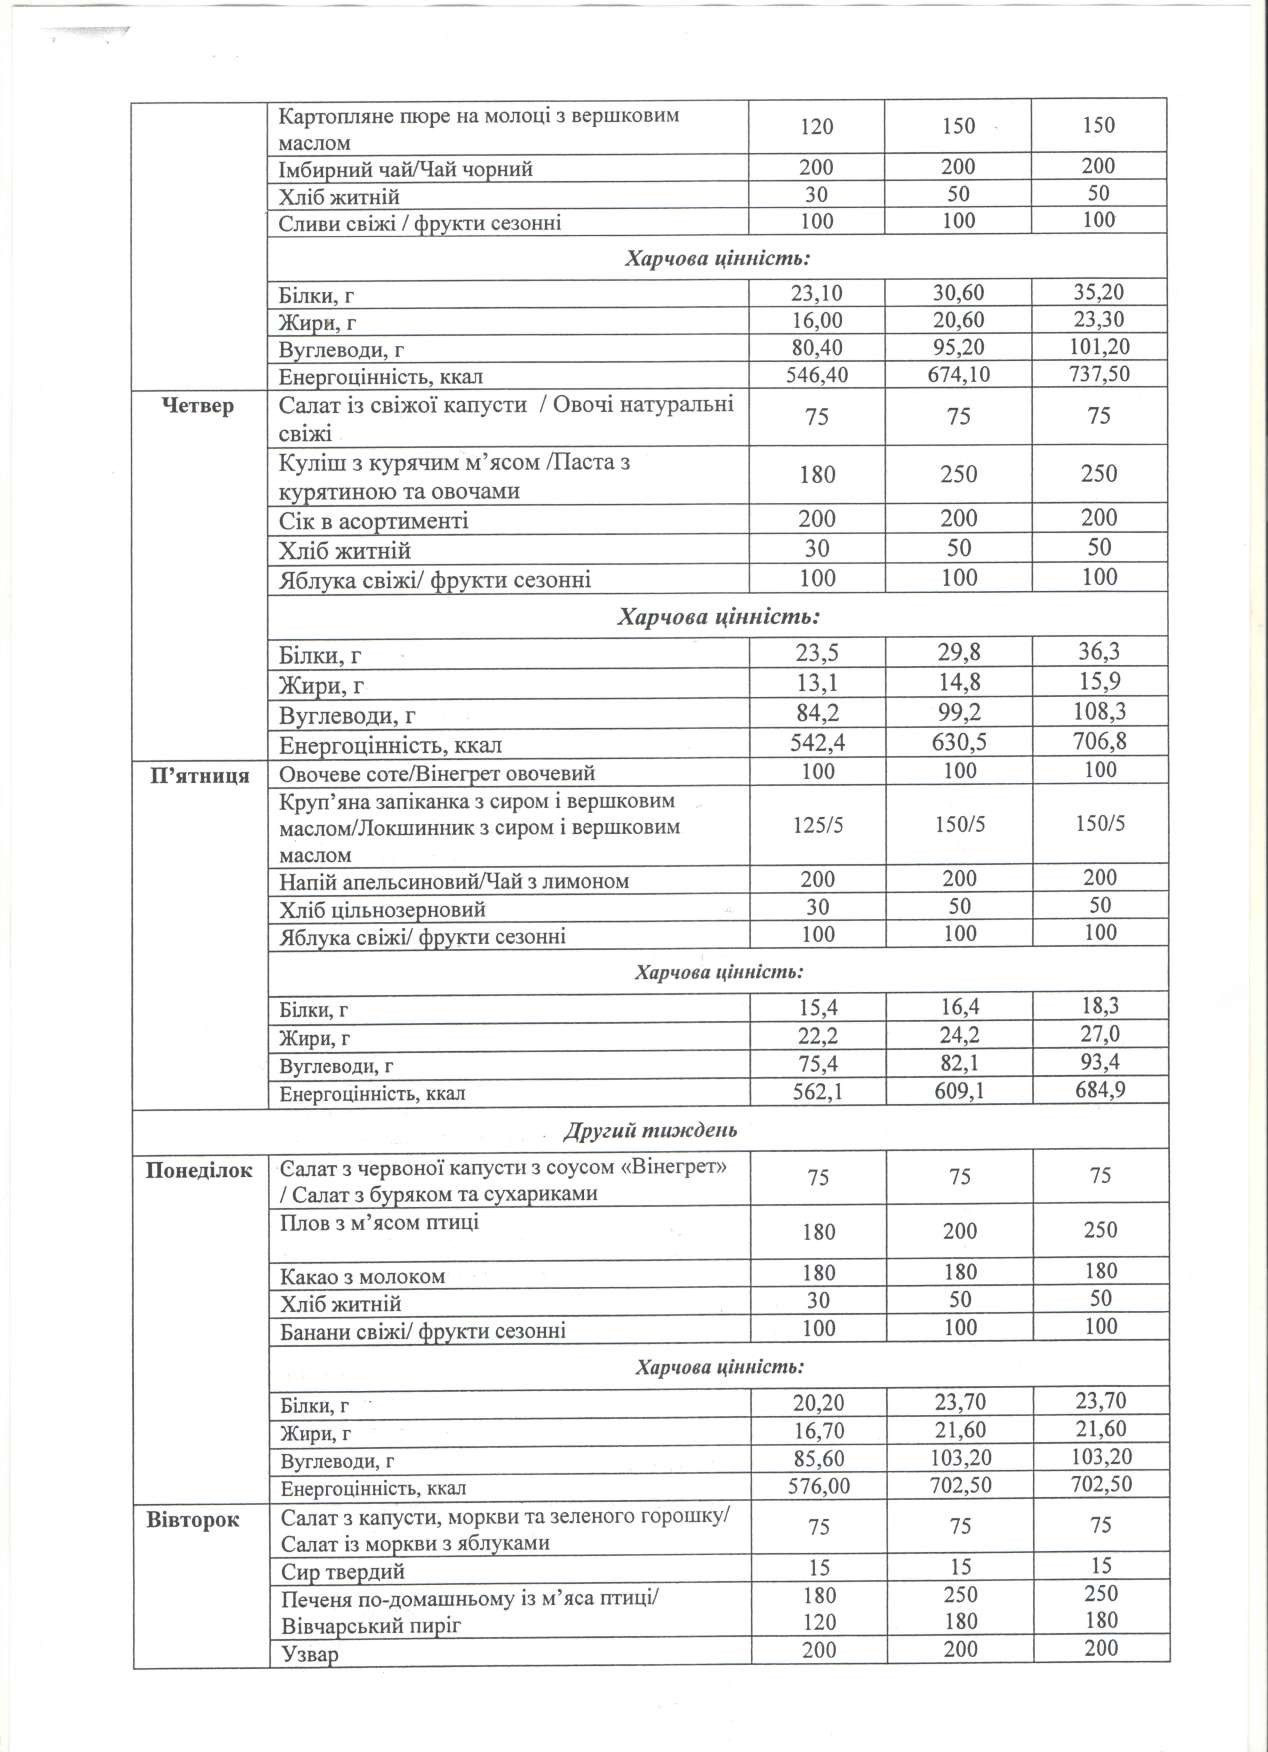 Картопляне пюре на молоці з вершковим
маслом
120 150 150
Імбирний чай/Чай чорний 200 200 200
Хліб житній 30 50 50
Сливи свіжі / фрукти сезонні 100 100 100
Харчова цінність:
Білки, г 23,10 30,60 35,20
Жири, г 16,00 20,60 23,30
Вуглеводи, г 80,40 95,20 101,20
Енергоцінність, ккал 546,40 674,10 737,50
Четвер Салат із свіжої капусти / Овочі натуральні
свіжі
75 75 75
Куліш з курячим м’ясом /Паста з
курятиною та овочами
180 250 250
Сік в асортименті 200 200 200
Хліб житній 30 50 50
Яблука свіжі/ фрукти сезонні 100 100 100
Харчова цінність:
Білки, г 23,5 29,8 36,3
Жири, г 13,1 14,8 15,9
Вуглеводи, г 84,2 99,2 108,3
Енергоцінність, ккал 542,4 630,5 706,8
П’ятниця Овочеве соте/Вінегрет овочевий 100 100 100
Круп’яна запіканка з сиром і вершковим
маслом/Локшинник з сиром і вершковим
маслом
125/5 150/5 150/5
Напій апельсиновий/Чай з лимоном 200 200 200
Хліб цільнозерновий 30 50 50
Яблука свіжі/ фрукти сезонні 100 100 100
Харчова цінність:
Білки, г 15,4 16,4 18,3
Жири, г 22,2 24,2 27,0
Вуглеводи, г 75,4 82,1 93,4
Енергоцінність, ккал 562,1 609,1 684,9
Другий тиждень
Понеділок Салат з червоної капусти з соусом «Вінегрет»
/ Салат з буряком та сухариками
75 75 75
Плов з м’ясом птиці 180 200 250
Какао з молоком 180 180 180
Хліб житній 30 50 50
Банани свіжі/ фрукти сезонні 100 100 100
Харчова цінність:
Білки, г 20,20 23,70 23,70
Жири, г 16,70 21,60 21,60
Вуглеводи, г 85,60 103,20 103,20
Енергоцінність, ккал 576,00 702,50 702,50
Вівторок Салат з капусти, моркви та зеленого горошку/
Салат із моркви з яблуками
75 75 75
Сир твердий 15 15 15
Печеня по-домашньому із м’яса птиці/ 180 250 250
Вівчарський пиріг 120 180 180
Узвар 200 200 200